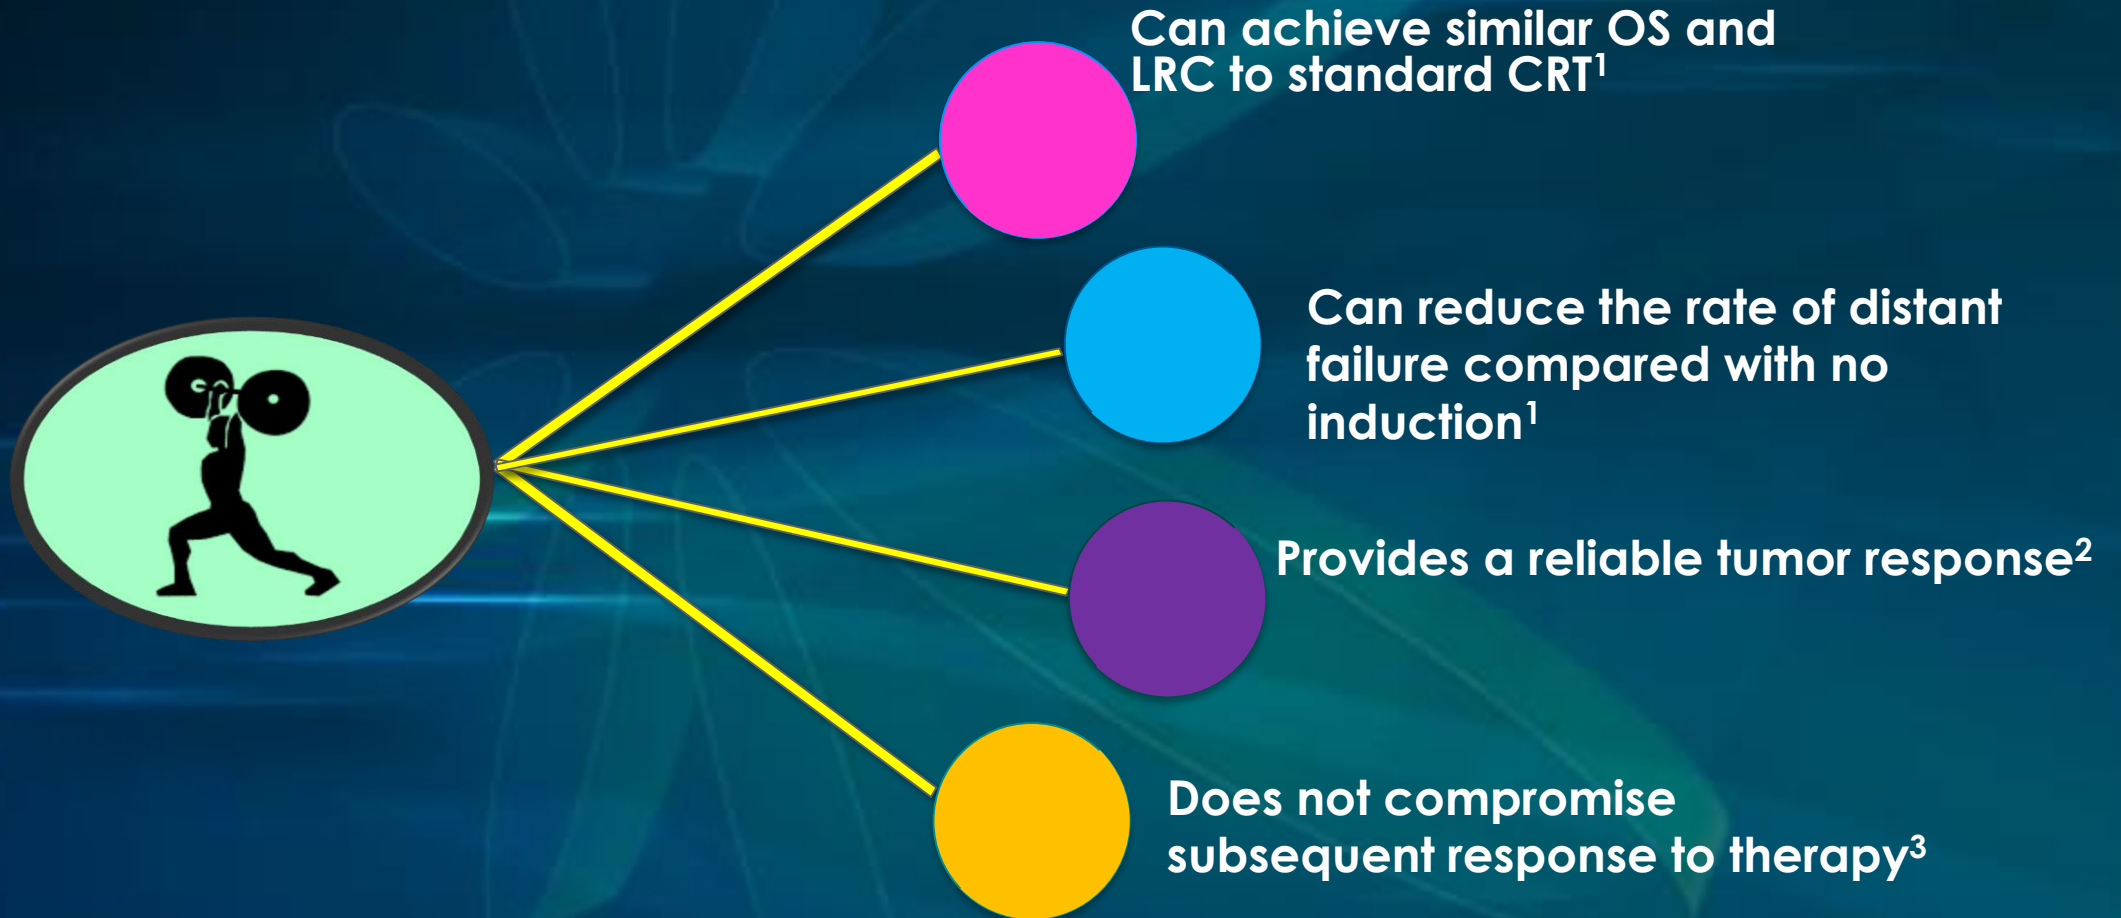 Can achieve similar OS and
LRC to standard CRT¹
Can reduce the rate of distant
failure compared with no
induction¹
Provides a reliable tumor response²
Does not compromise
subsequent response to therapy³